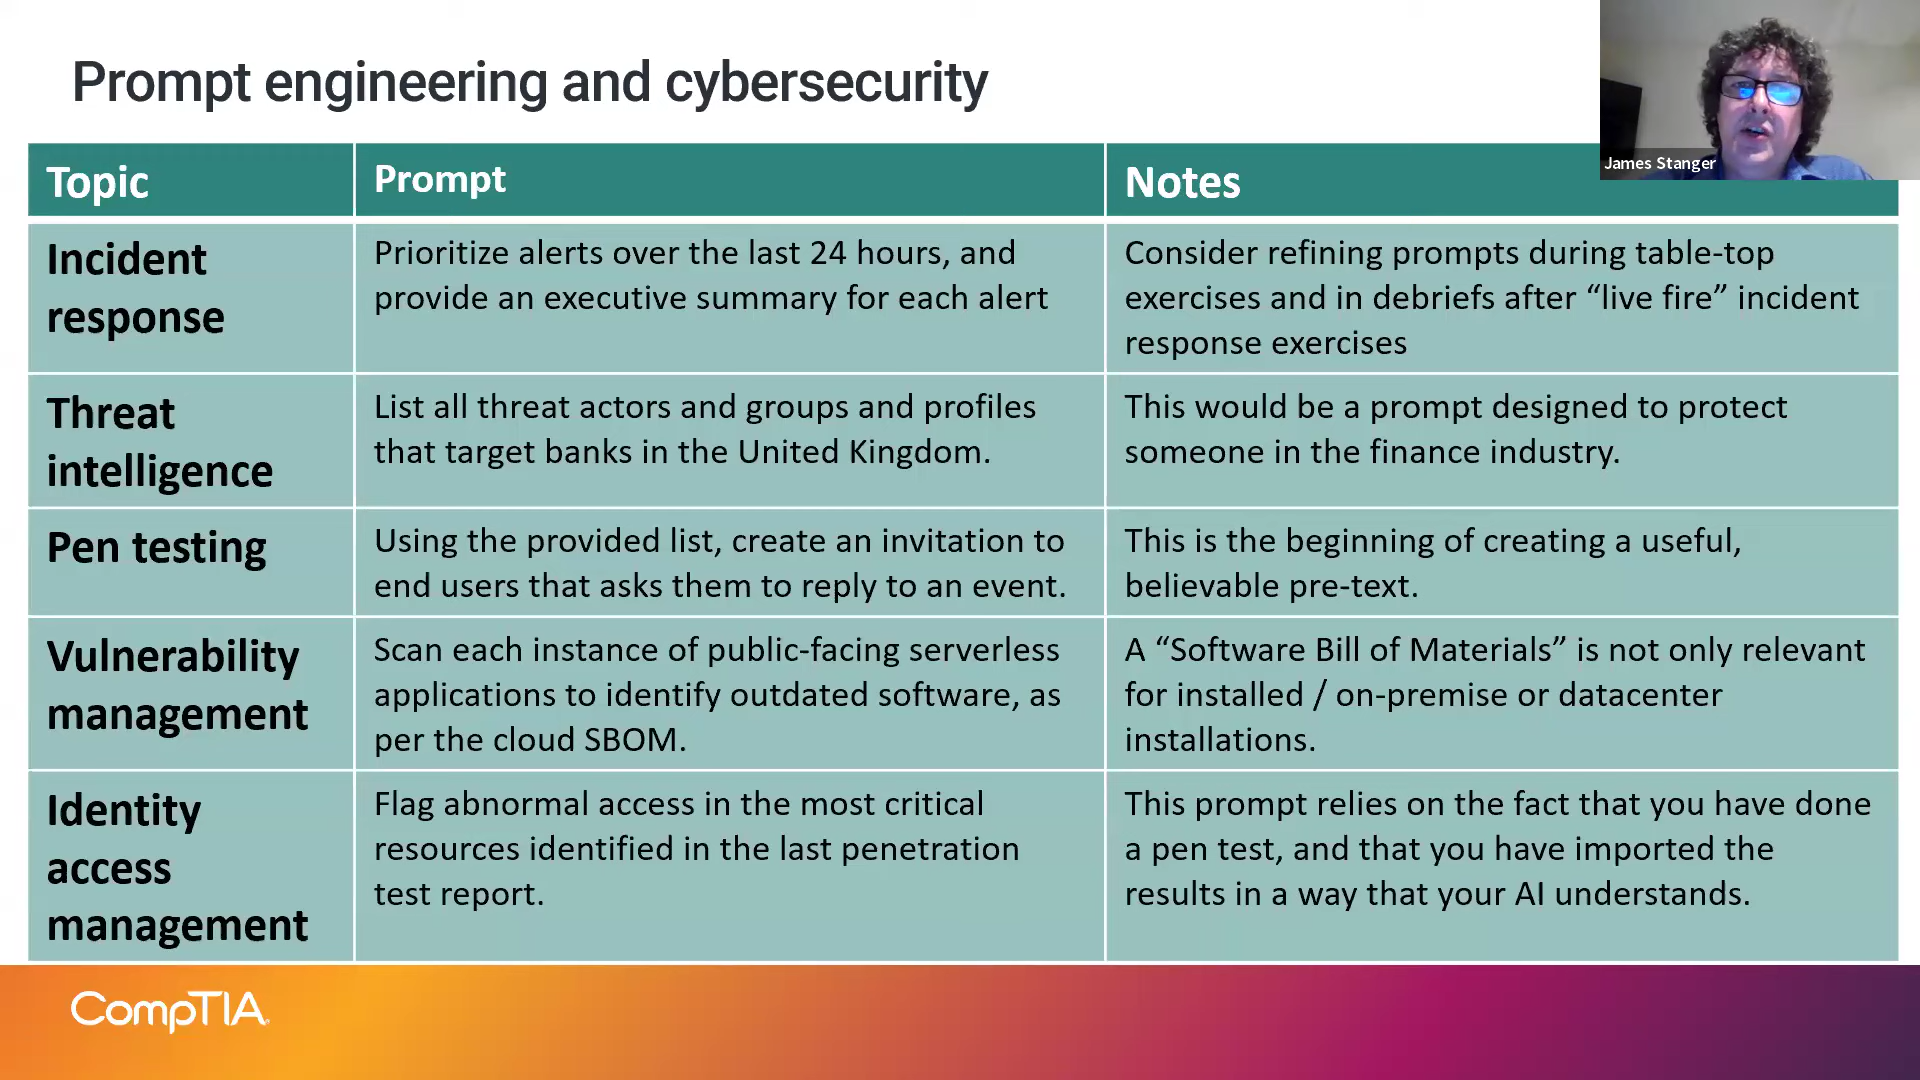 Prompt engineering and cybersecurity
James Stanger
Topic
Prompt
Notes
Incident
response
Prioritize alerts over the last 24 hours, and
provide an executive summary for each alert
Consider refining prompts during table-top
exercises and in debriefs after “live fire” incident
response exercises
Threat
intelligence
List all threat actors and groups and profiles
that target banks in the United Kingdom.
This would be a prompt designed to protect
someone in the finance industry.
Pen testing
Using the provided list, create an invitation to
end users that asks them to reply to an event.
This is the beginning of creating a useful,
believable pre-text.
Vulnerability
management
Scan each instance of public-facing serverless
applications to identify outdated software, as
per the cloud SBOM.
A “Software Bill of Materials” is not only relevant
for installed / on-premise or datacenter
installations.
Identity
access
management
Flag abnormal access in the most critical
resources identified in the last penetration
test report.
This prompt relies on the fact that you have done
a pen test, and that you have imported the
results in a way that your AI understands.
CompTIA